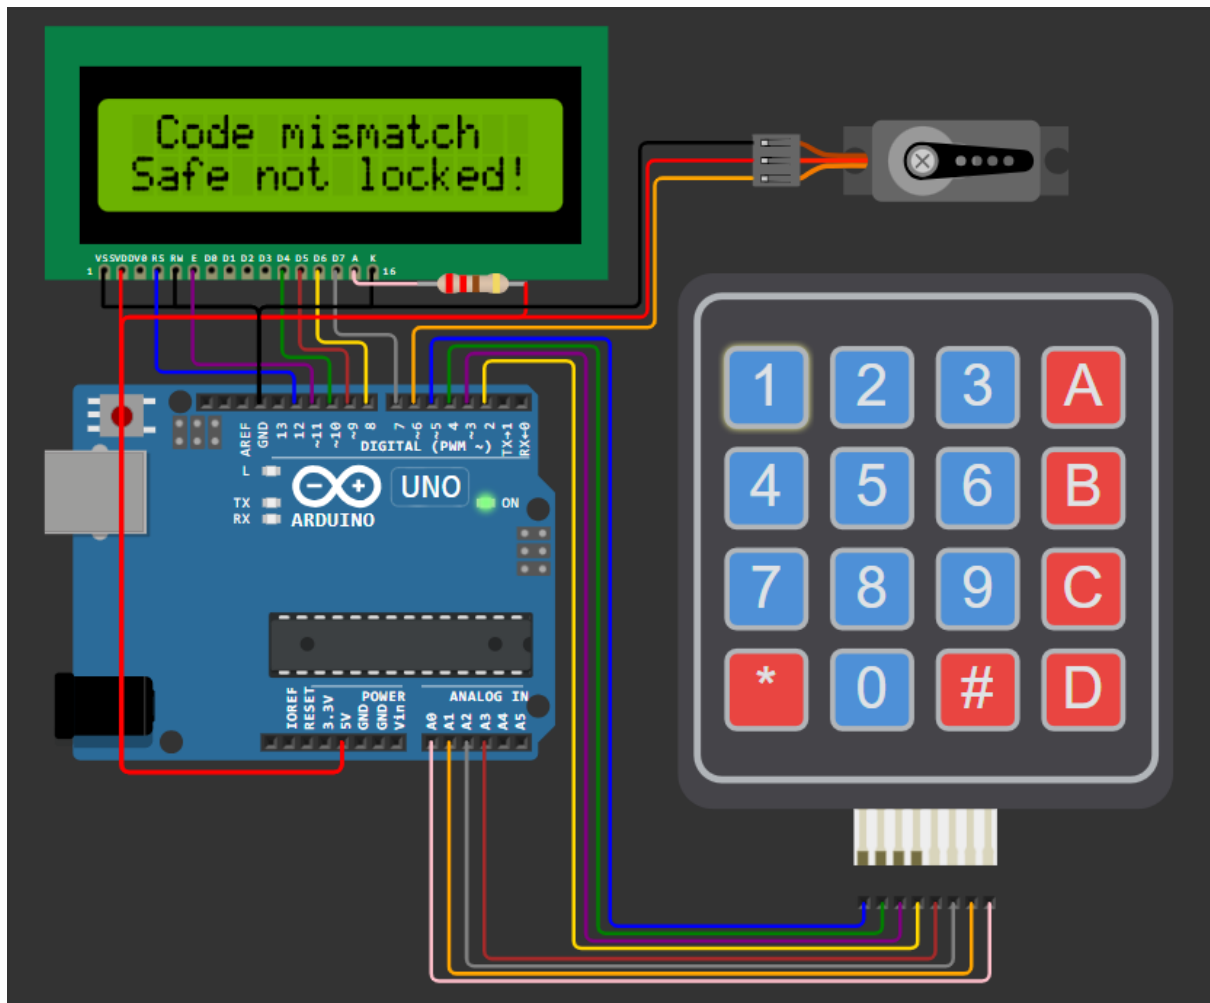 Code mismatch
Safe not locked!
VSS VDD V0 RS RW E D0 D1 D2 D3 D4 D5 D6 D7 A K
1 16
1 2 3 A
4 5 6 B
7 8 9 C
* 0 # D
AREF GND 13 12 ~11 ~10 ~9 8 7 ~6 ~5 4 ~3 2 TX→1 RX←0
DIGITAL (PWM ~)
L
TX
RX
UNO
ON
ARDUINO
POWER
ANALOG IN
IOREF RESET 3.3V 5V GND GND Vin A0 A1 A2 A3 A4 A5